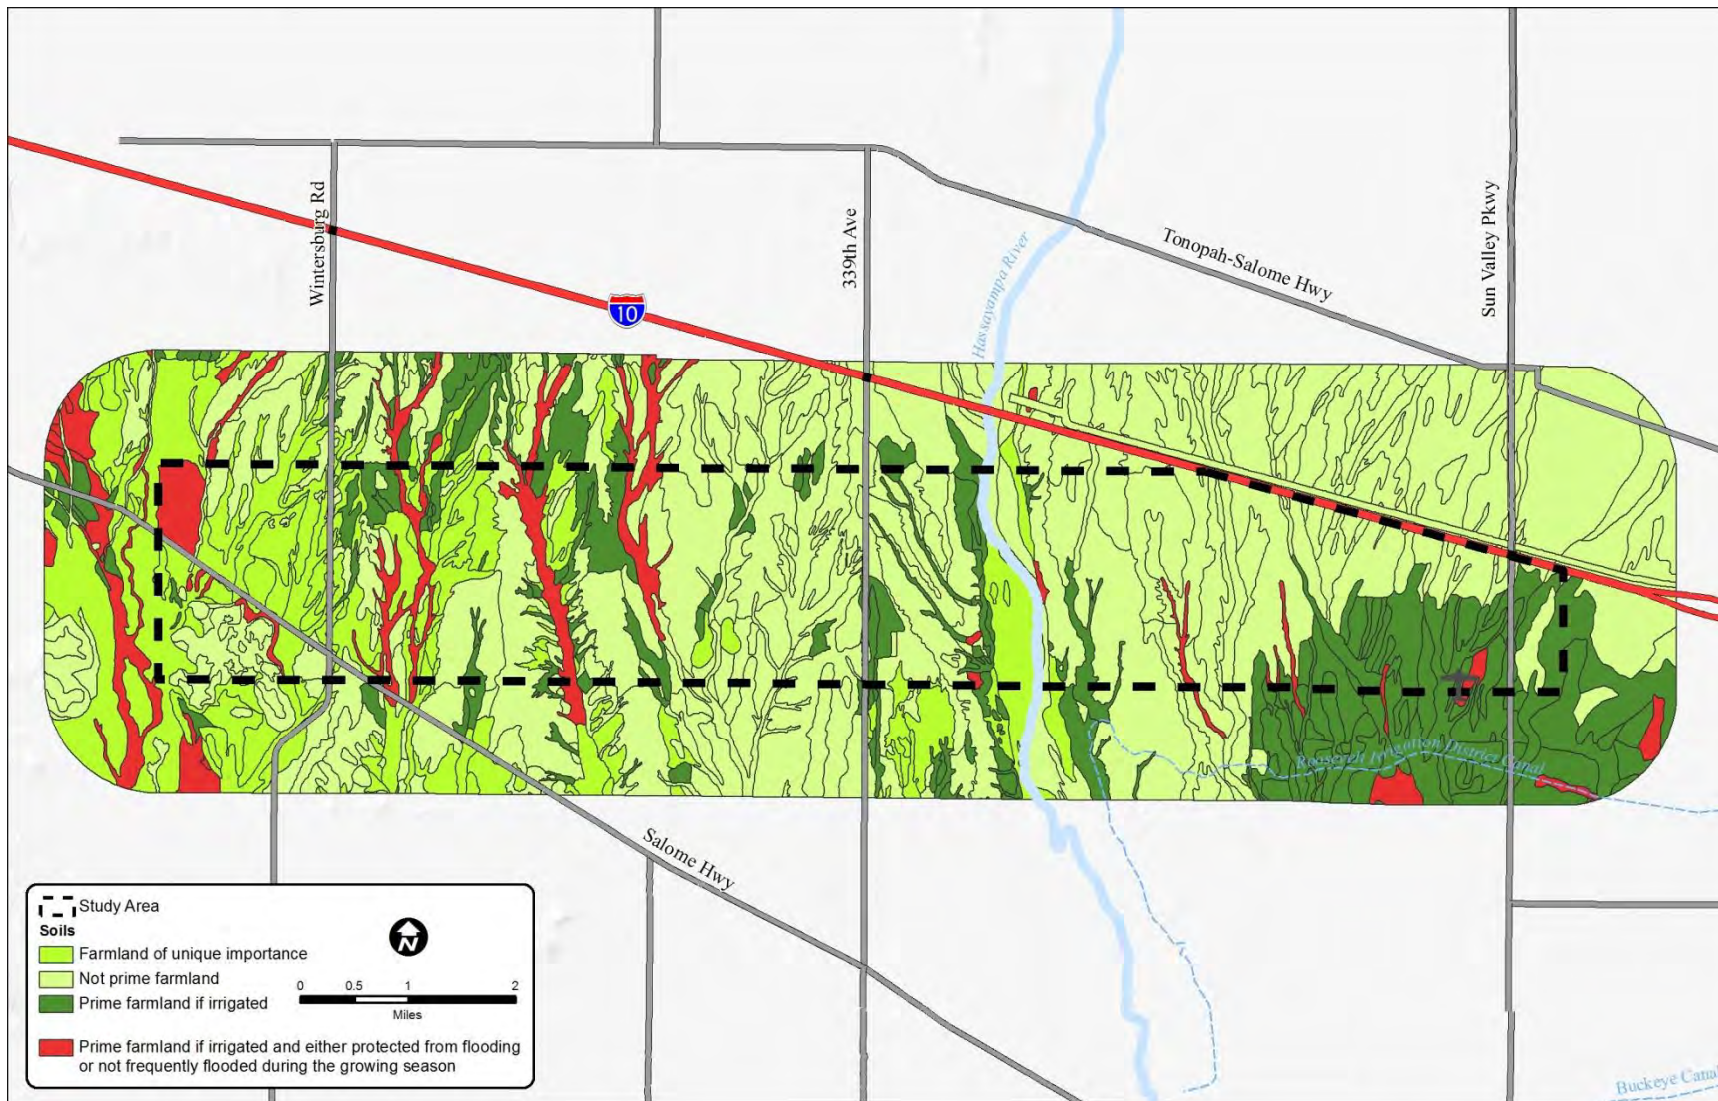 Wintersburg Rd
339th Ave
Hassayampa River
Tonopah-Salome Hwy
Sun Valley Pkwy
10
Roosevelt Irrigation District Canal
Salome Hwy
Buckeye Canal
Study Area
Soils
Farmland of unique importance
Not prime farmland
Prime farmland if irrigated
Prime farmland if irrigated and either protected from flooding
or not frequently flooded during the growing season
N
0 0.5 1 2
Miles